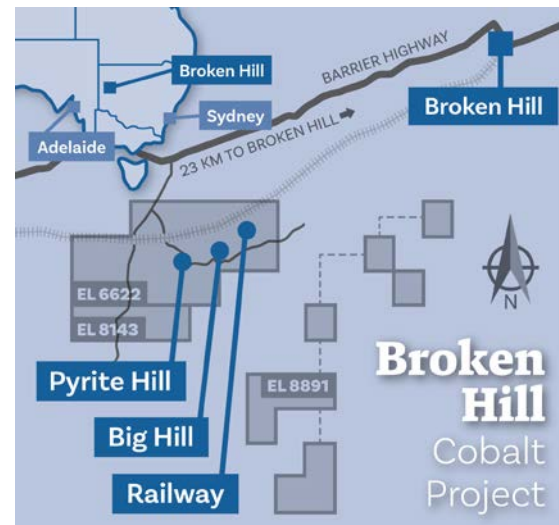 Broken Hill
Sydney
Adelaide
BARRIER HIGHWAY
Broken Hill
23 KM TO BROKEN HILL
N
EL 6622
EL 8143
Pyrite Hill
EL 8891
Big Hill
Railway
Broken
Hill
Cobalt
Project